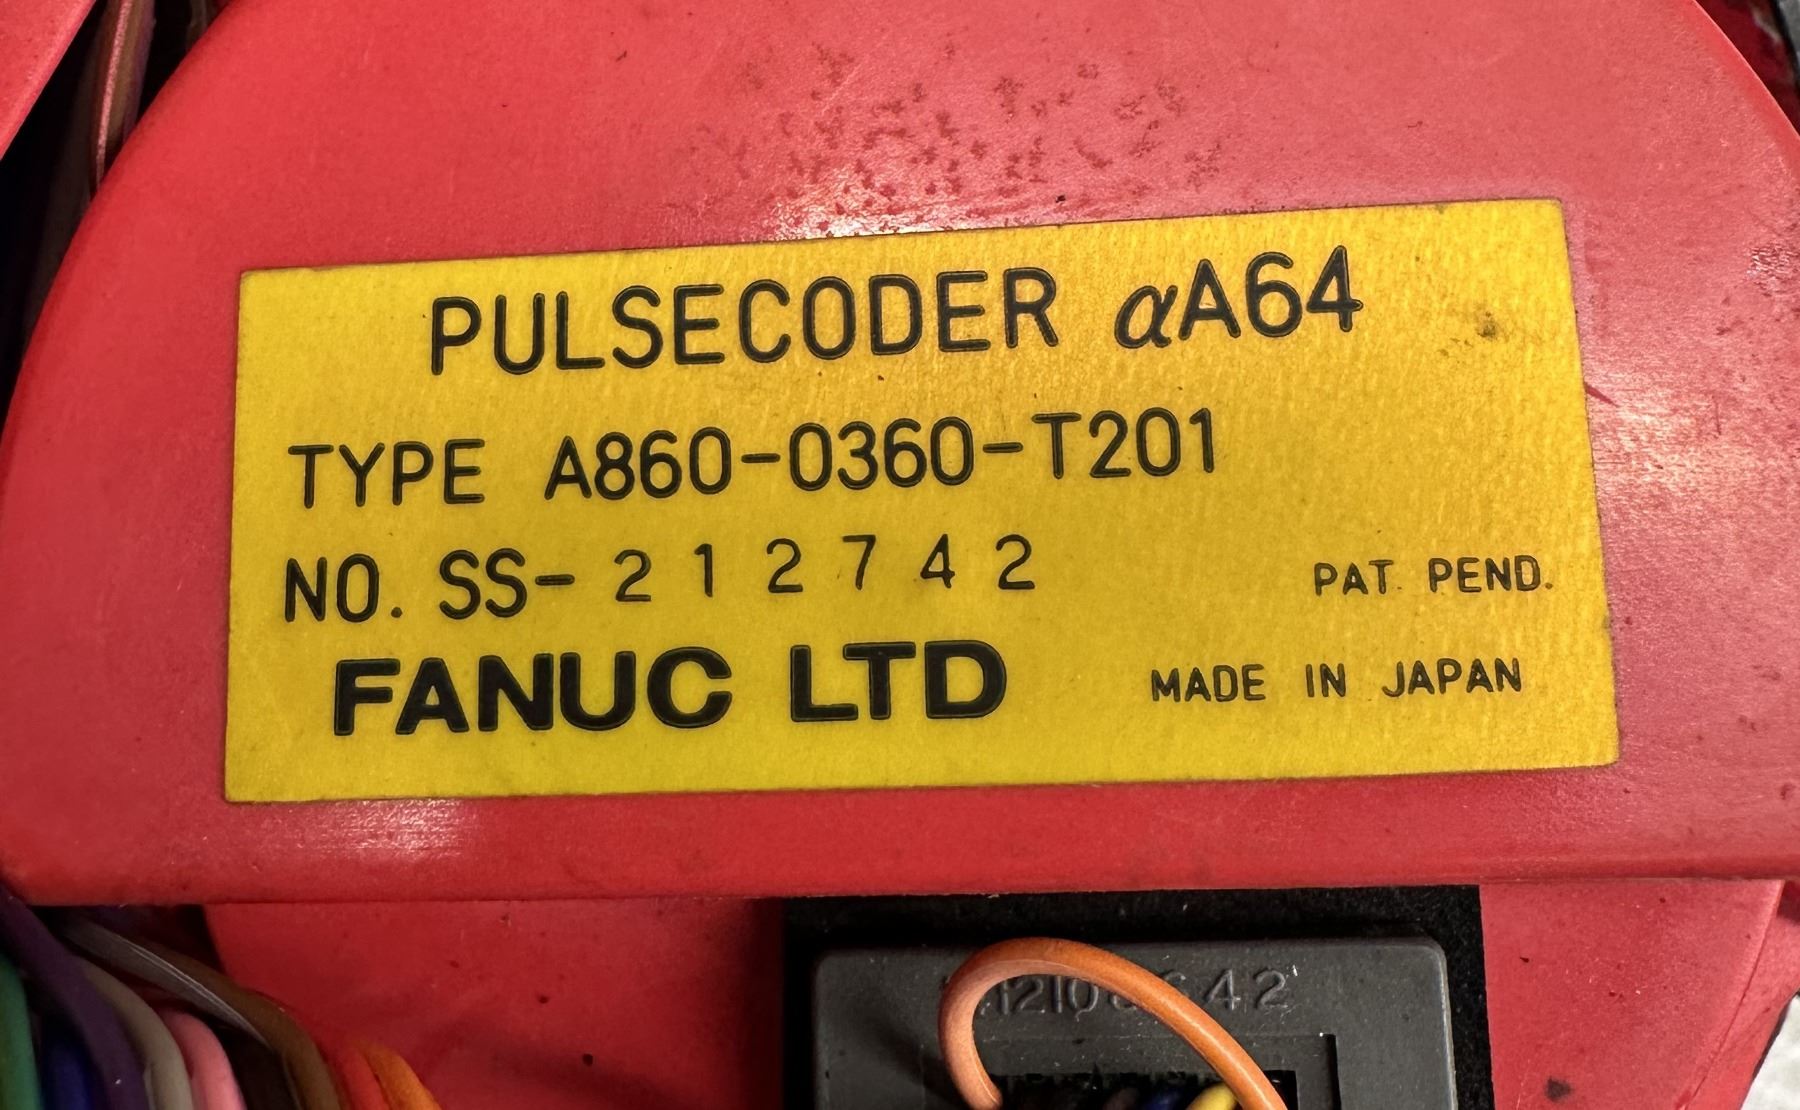 PULSECODER αA64
TYPE A860-0360-T201
NO. SS- 2 1 2 7 4 2
PAT. PEND.
FANUC LTD
MADE IN JAPAN